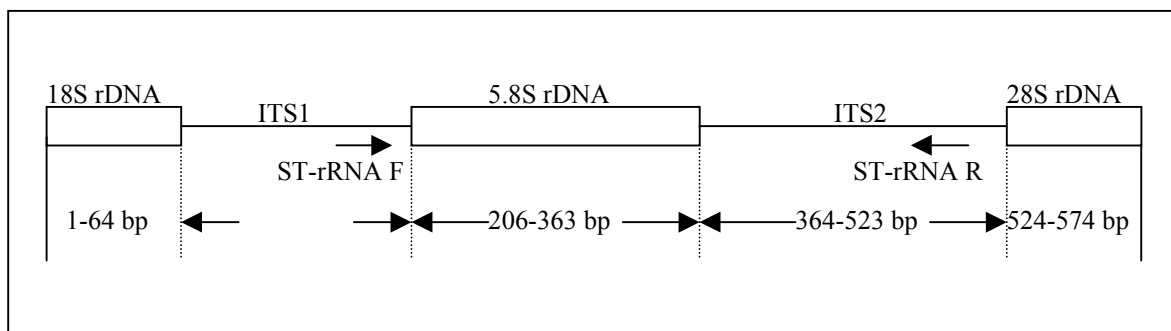 18S rDNA 5.8S rDNA 28S rDNA
ITS1 ITS2
ST-rRNA F ST-rRNA R
1-64 bp 206-363 bp 364-523 bp 524-574 bp